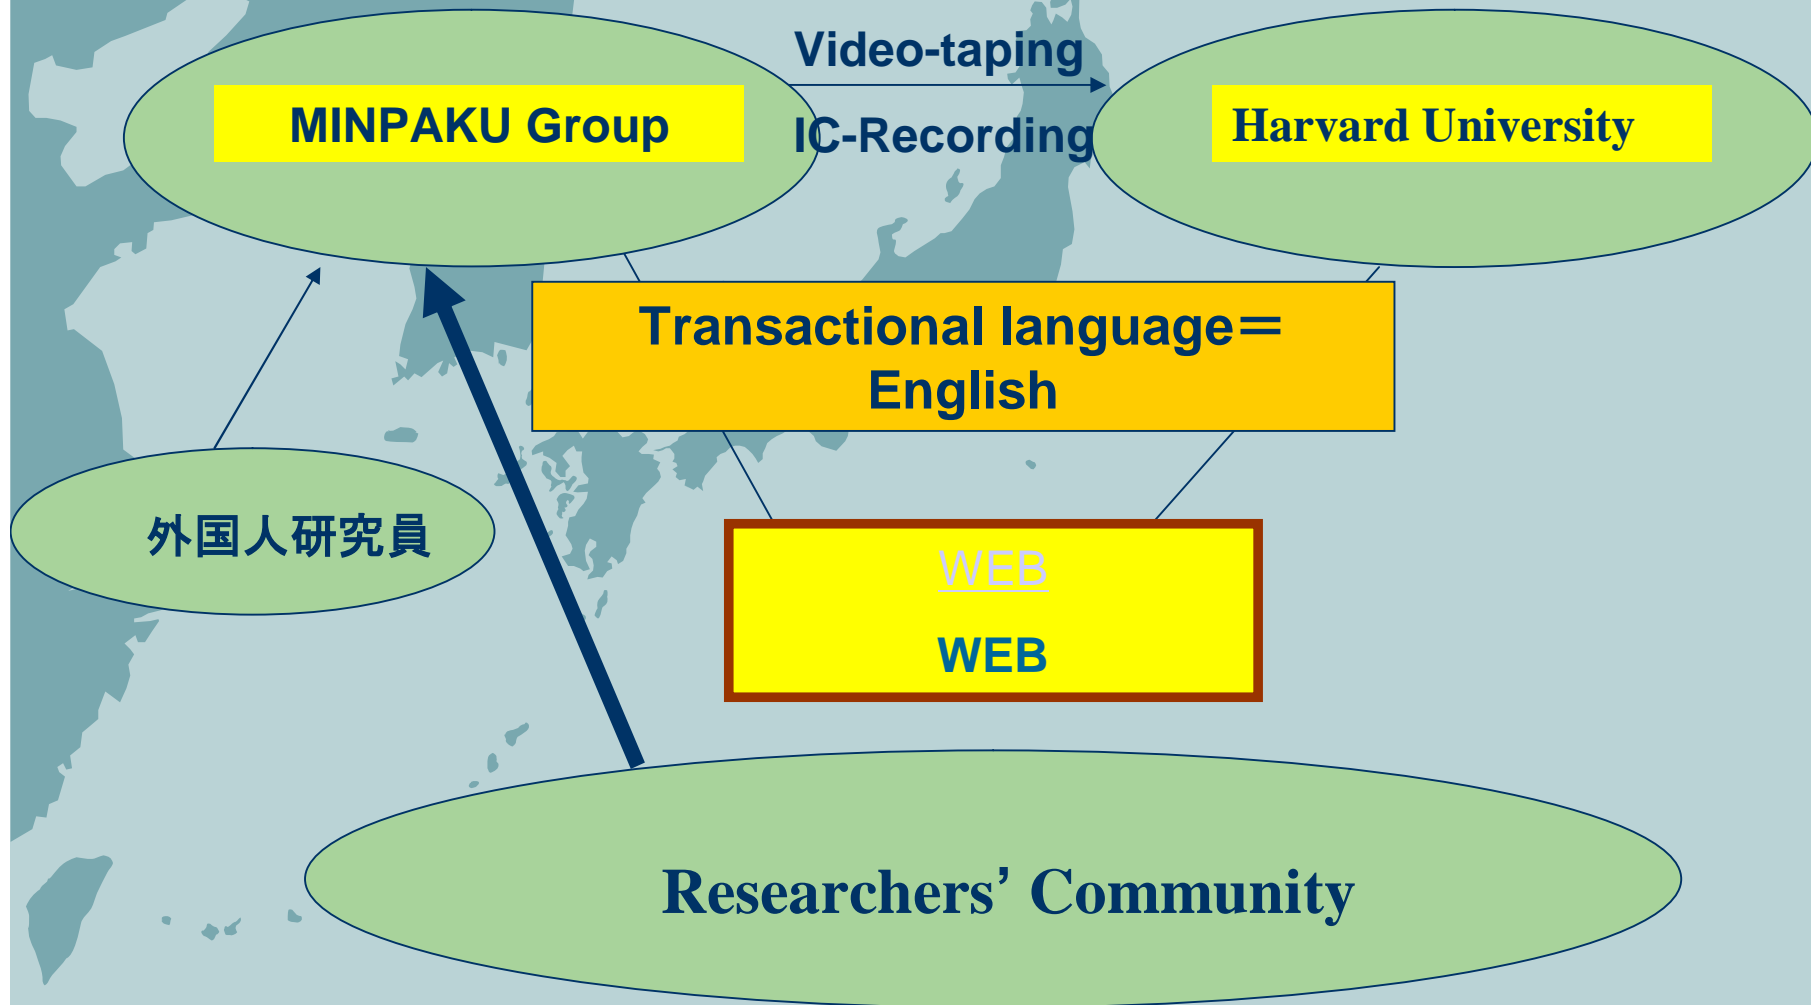 Video-taping
MINPAKU Group
IC-Recording
Harvard University
Transactional language＝
English
外国人研究員
WEB
WEB
Researchers’ Community